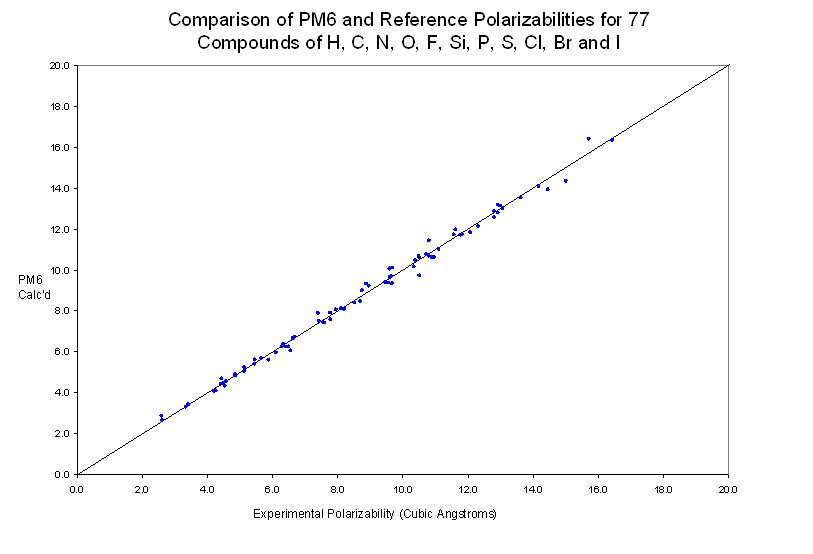 Comparison of PM6 and Reference Polarizabilities for 77
Compounds of H, C, N, O, F, Si, P, S, Cl, Br and I
20.0
18.0
16.0
14.0
12.0
10.0
8.0
6.0
4.0
2.0
0.0
PM6
Calc'd
0.0 2.0 4.0 6.0 8.0 10.0 12.0 14.0 16.0 18.0 20.0
Experimental Polarizability (Cubic Angstroms)